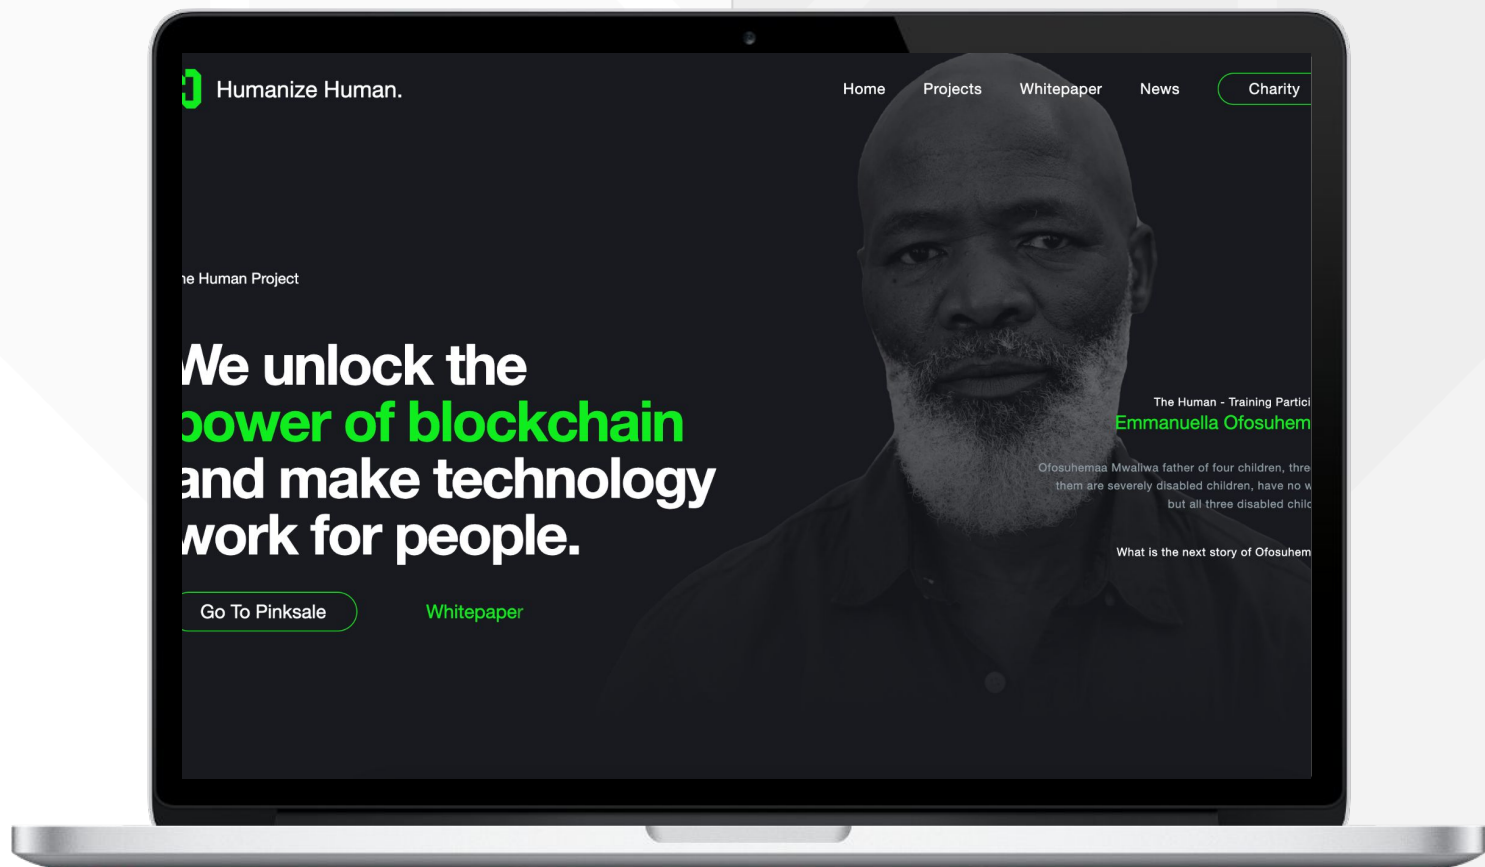 Humanize Human.
Home Projects Whitepaper News Charity
he Human Project
We unlock the
power of blockchain
and make technology
work for people.
Go To Pinksale Whitepaper
The Human - Training Partici
Emmanuella Ofosuhem
Ofosuhemaa Mwallwa father of four children, thre
them are severely disabled children, have no w
but all three disabled chil
What is the next story of Ofosuhem